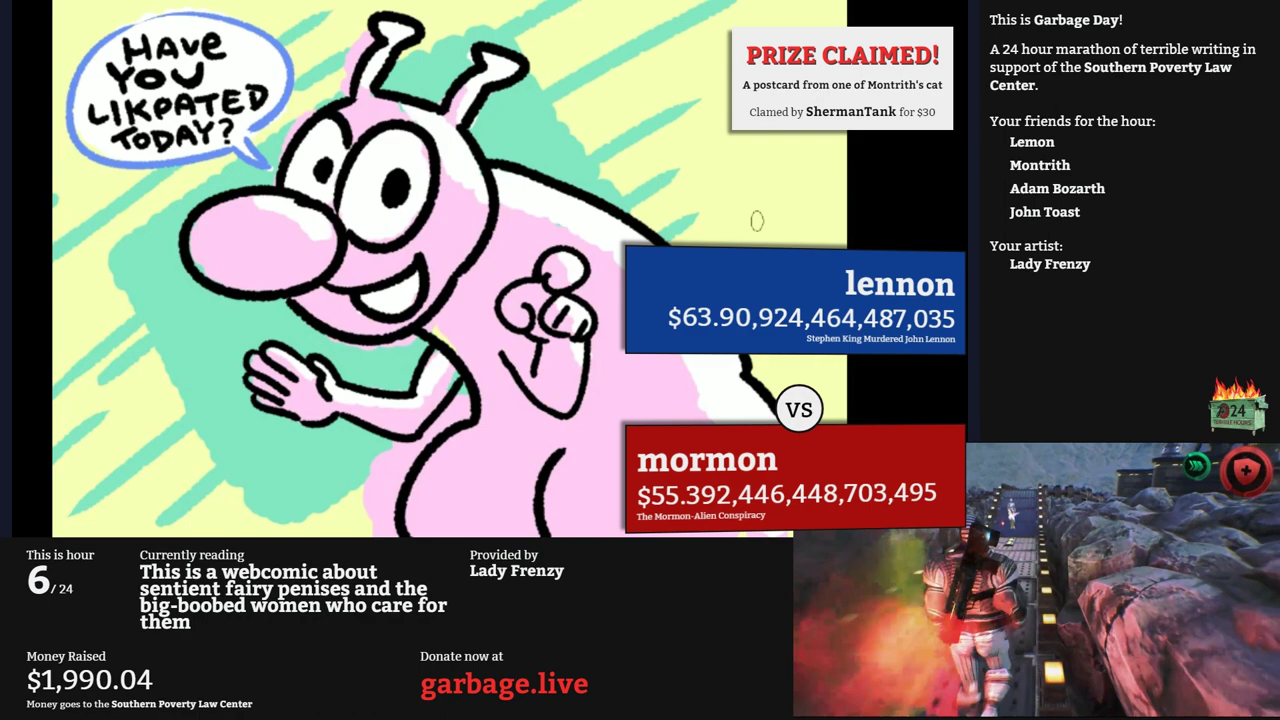 HAVE
YOU
LIKPATED
TODAY?
PRIZE CLAIMED!
A postcard from one of Montrith's cat
Clamed by ShermanTank for $30
lennon
$63.90,924,464,487,035
Stephen King Murdered John Lennon
VS
mormon
$55.392,446,448,703,495
The Mormon-Alien Conspiracy
This is Garbage Day!
A 24 hour marathon of terrible writing in
support of the Southern Poverty Law
Center.
Your friends for the hour:
Lemon
Montrith
Adam Bozarth
John Toast
Your artist:
Lady Frenzy
This is hour
6 / 24
Currently reading
This is a webcomic about
sentient fairy penises and the
big-boobed women who care for
them
Provided by
Lady Frenzy
Money Raised
$1,990.04
Money goes to the Southern Poverty Law Center
Donate now at
garbage.live